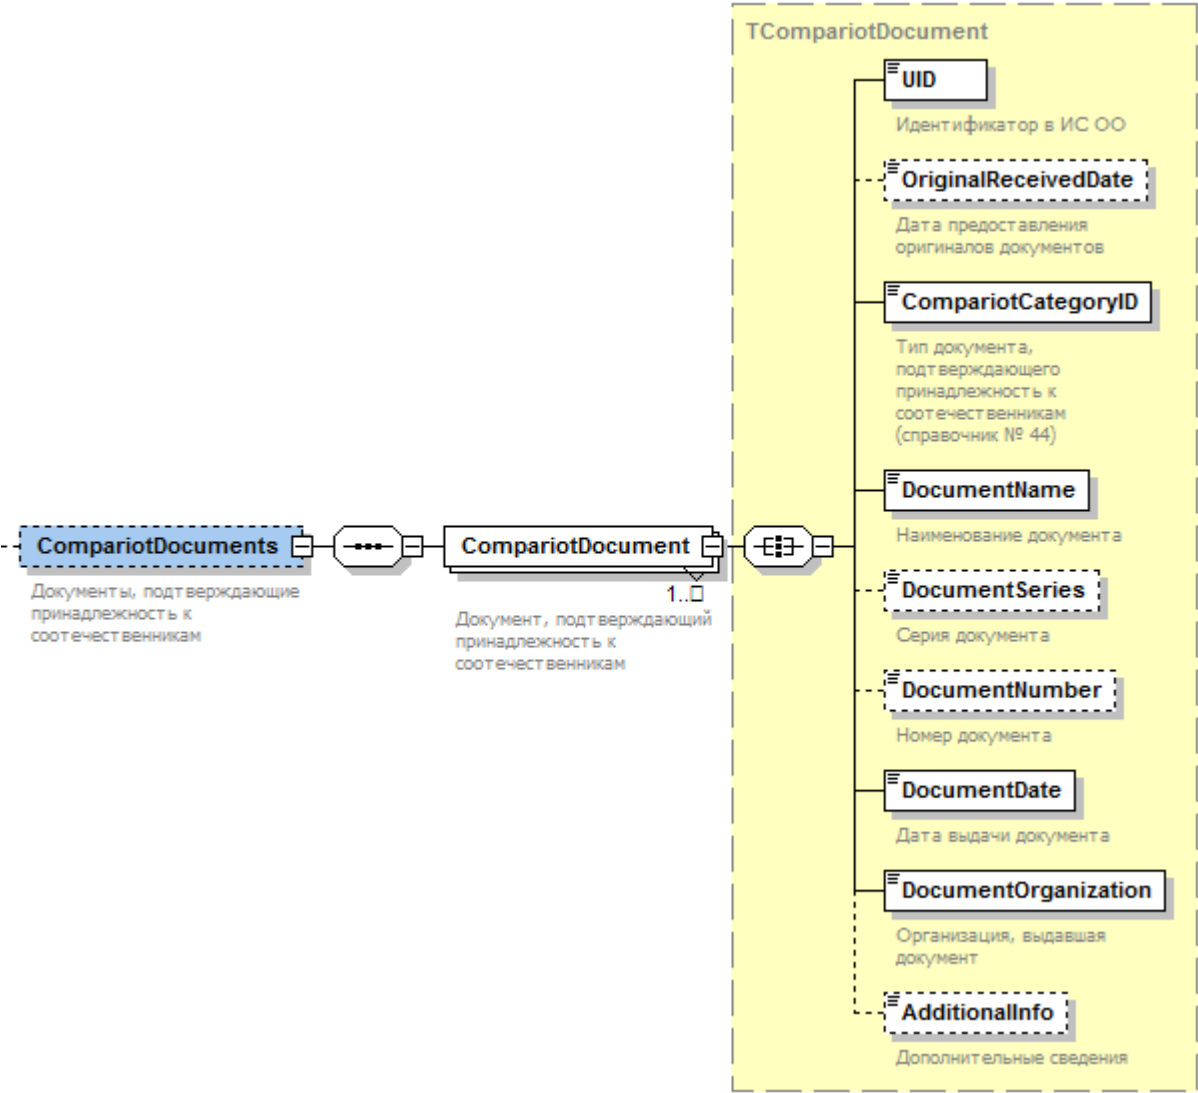 TCompariotDocument
UID
Идентификатор в ИС ОО
OriginalReceivedDate
Дата предоставления
оригиналов документов
CompariotCategoryID
Тип документа,
подтверждающего
принадлежность к
соотечественникам
(справочник № 44)
DocumentName
Наименование документа
CompariotDocuments
Документы, подтверждающие
принадлежность к
соотечественникам
CompariotDocument
1..□
Документ, подтверждающий
принадлежность к
соотечественникам
DocumentSeries
Серия документа
DocumentNumber
Номер документа
DocumentDate
Дата выдачи документа
DocumentOrganization
Организация, выдавшая
документ
AdditionalInfo
Дополнительные сведения